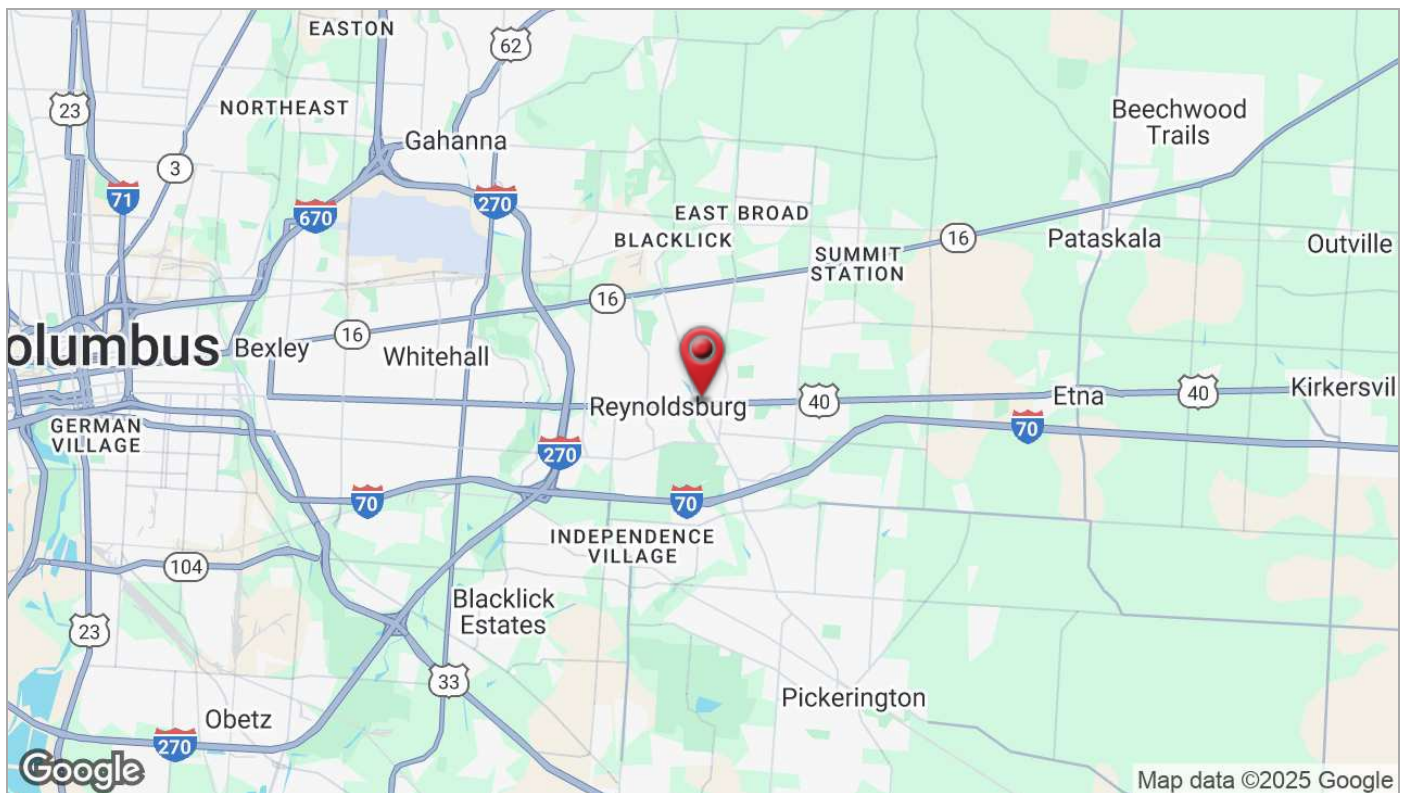 EASTON
62
23
NORTHEAST
Beechwood
Trails
Gahanna
3
71
670
270
EAST BROAD
BLACKLICK
16
SUMMIT
STATION
Pataskala
Outville
16
olumbus
Bexley
16
Whitehall
Reynoldsburg
40
Etna
40
Kirkersvil
GERMAN
VILLAGE
270
70
70
70
INDEPENDENCE
VILLAGE
104
Blacklick
Estates
23
33
Pickerington
Obetz
270
Google
Map data ©2025 Google